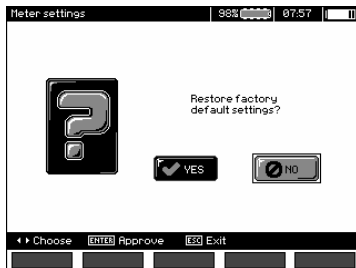 Meter settings 98% 07:57
Restore factory
default settings?
YES NO
Choose ENTER Approve ESC Exit